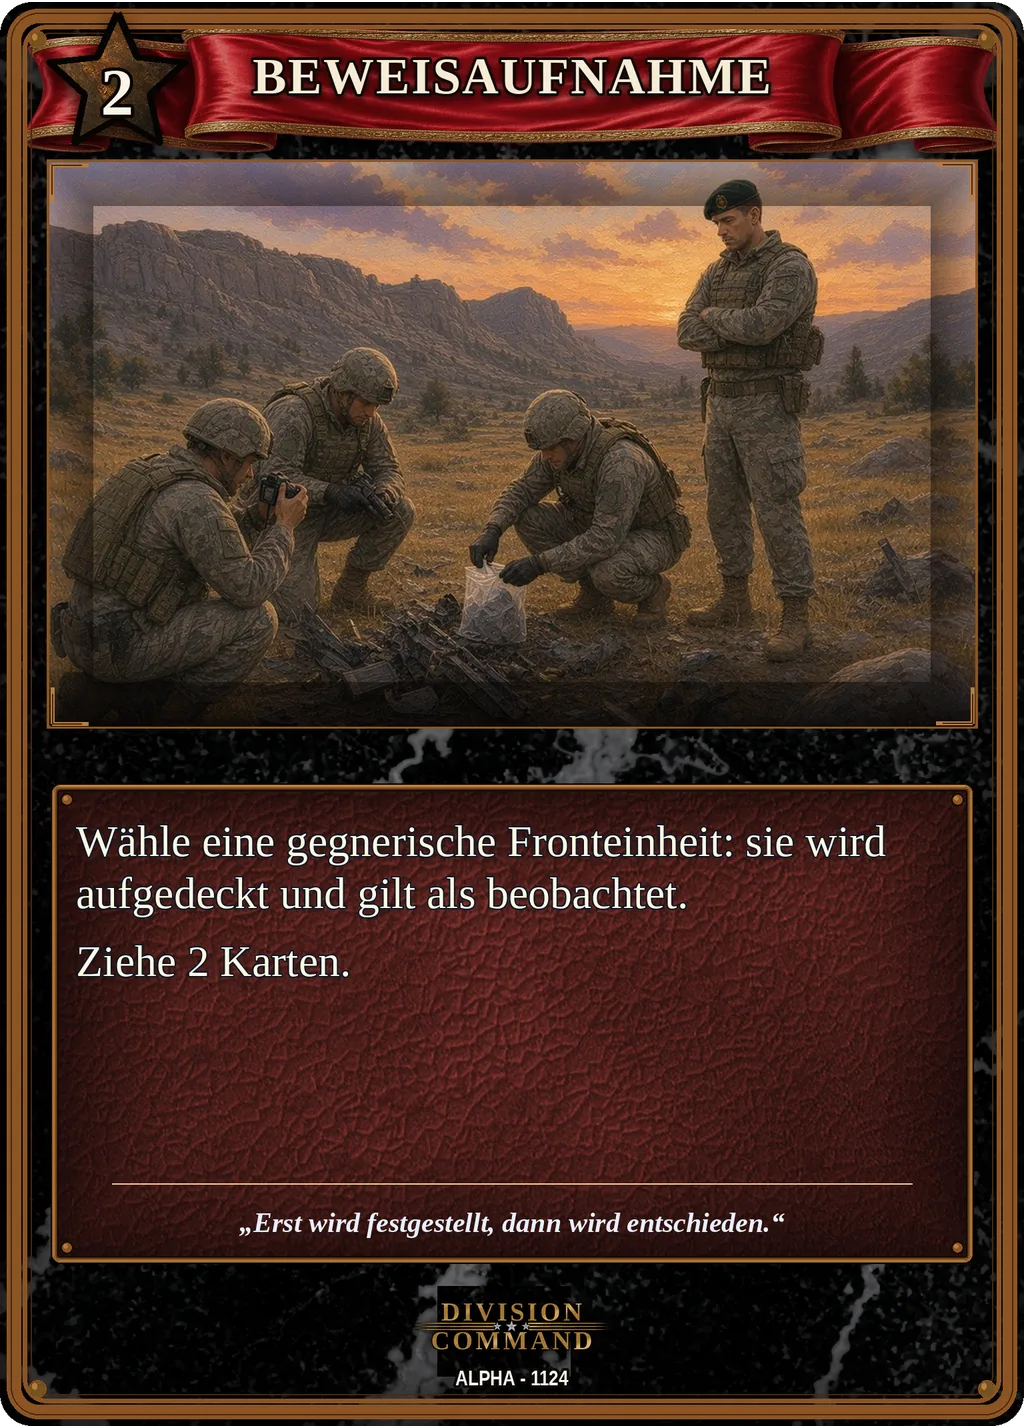 2
BEWEISAUFNAHME
Wähle eine gegnerische Fronteinheit: sie wird
aufgedeckt und gilt als beobachtet.
Ziehe 2 Karten.
„Erst wird festgestellt, dann wird entschieden.“
DIVISION
COMMAND
ALPHA - 1124